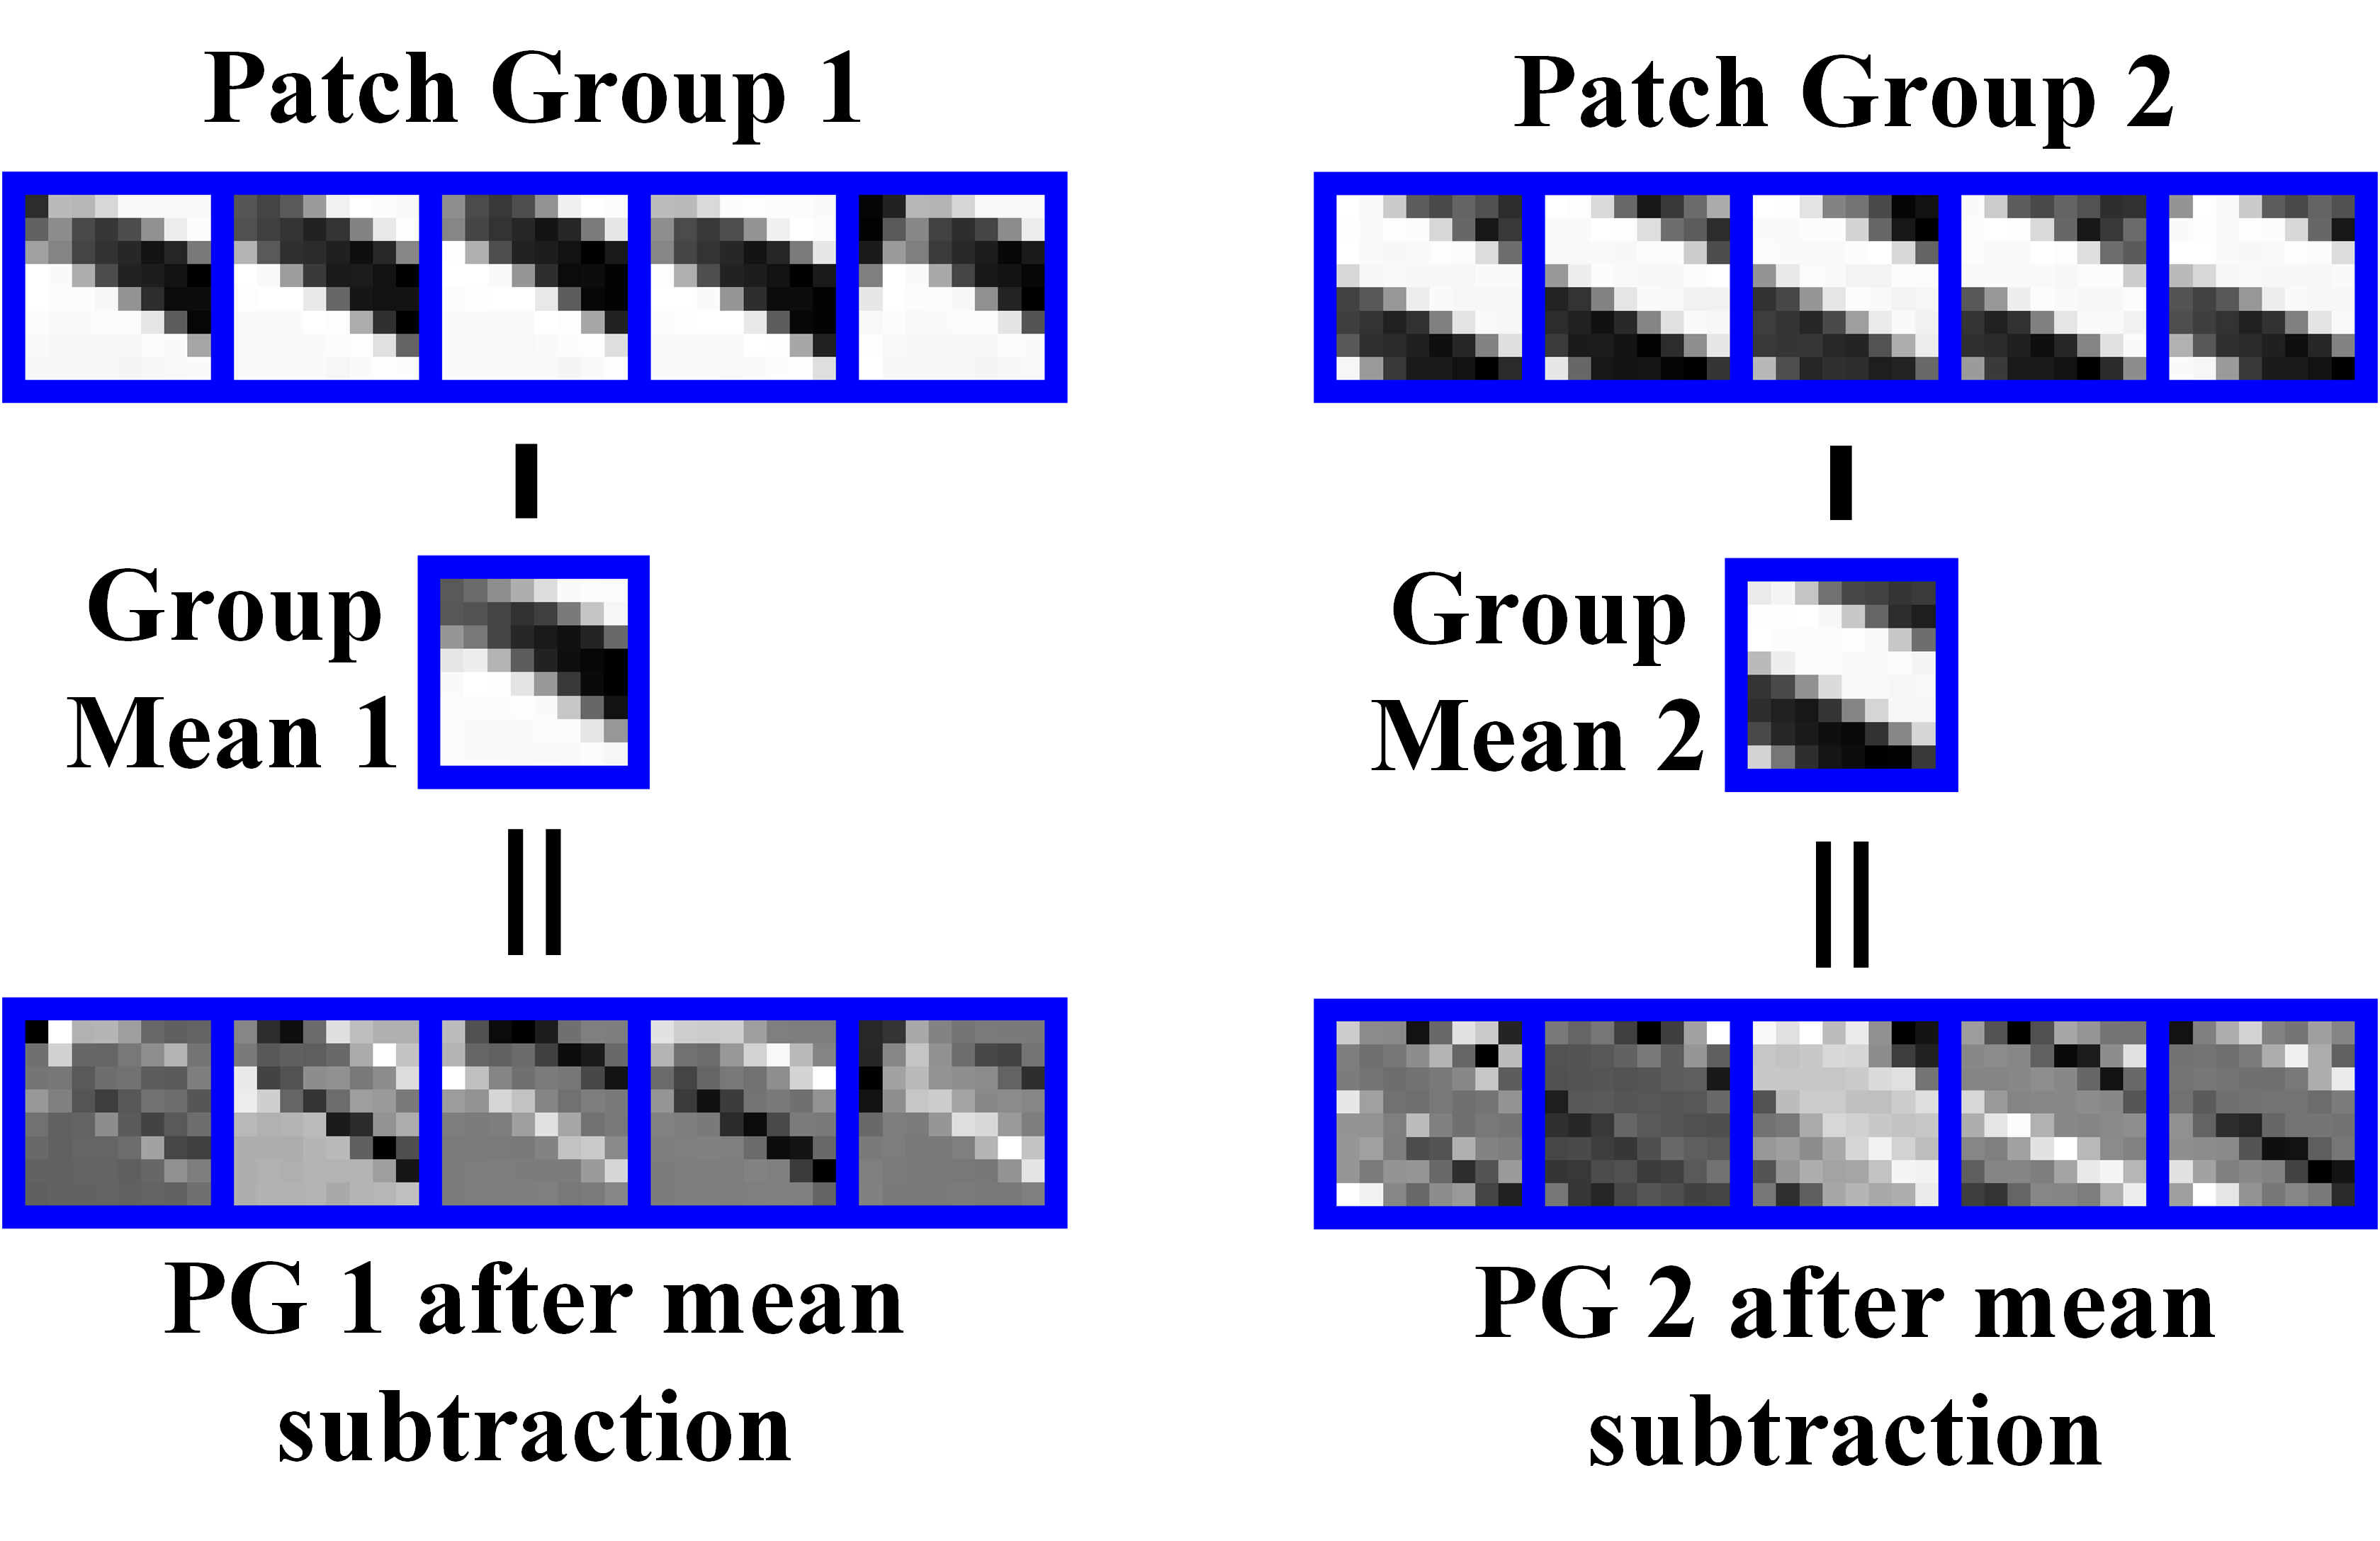 Patch Group 1
Patch Group 2
Group
Mean 1
Group
Mean 2
PG 1 after mean
subtraction
PG 2 after mean
subtraction